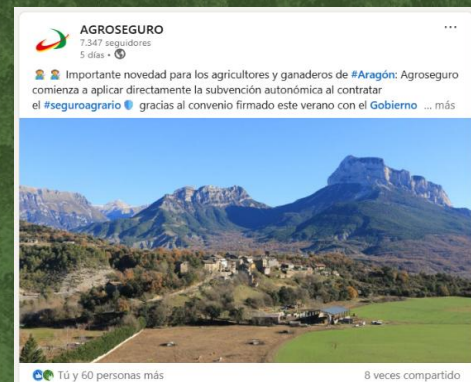 AGROSEGURO
7.347 seguidores
5 días •
Importante novedad para los agricultores y ganaderos de #Aragón: Agroseguro
comienza a aplicar directamente la subvención autonómica al contratar
el #seguroagrario gracias al convenio firmado este verano con el Gobierno ... más
Tú y 60 personas más
8 veces compartido